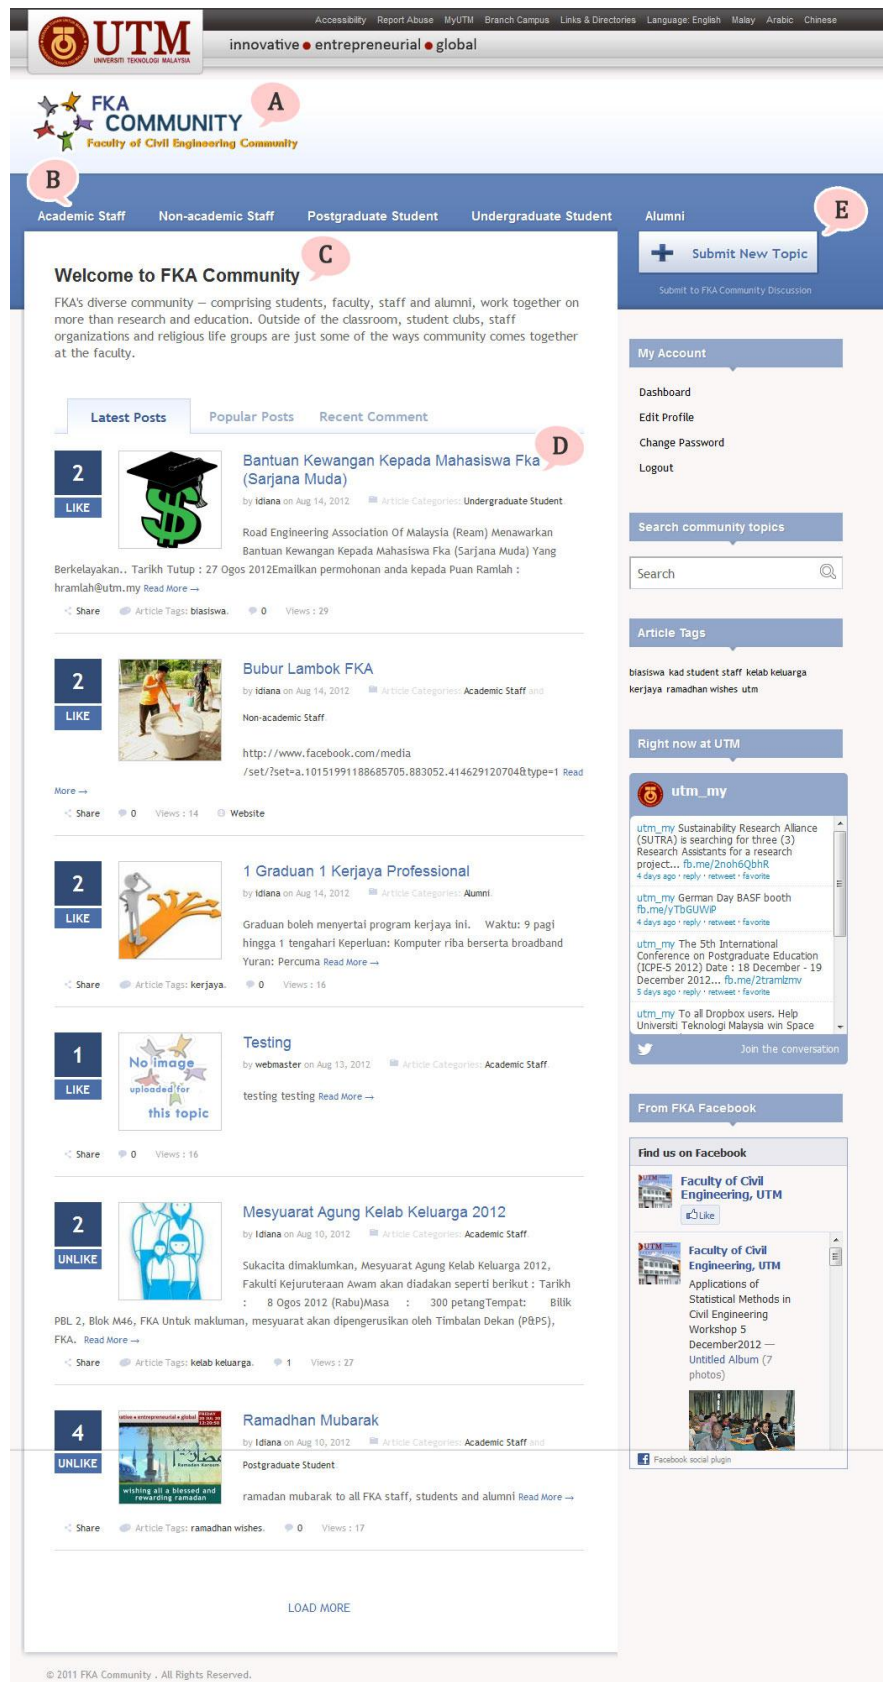 Accessibility Report Abuse MyUTM Branch Campus Links & Directories Language: English Malay Arabic Chinese
UTM
UNIVERSITI TEKNOLOGI MALAYSIA
innovative ● entrepreneurial ● global
FKA
COMMUNITY
Faculty of Civil Engineering Community
A
B
Academic Staff Non-academic Staff Postgraduate Student Undergraduate Student Alumni
E
Submit New Topic
Submit to FKA Community Discussion
C
Welcome to FKA Community
FKA's diverse community — comprising students, faculty, staff and alumni, work together on
more than research and education. Outside of the classroom, student clubs, staff
organizations and religious life groups are just some of the ways community comes together
at the faculty.
Latest Posts Popular Posts Recent Comment
D
2
LIKE
Bantuan Kewangan Kepada Mahasiswa Fka
(Sarjana Muda)
by idiana on Aug 14, 2012 Article Categories: Undergraduate Student
Road Engineering Association Of Malaysia (Ream) Menawarkan
Bantuan Kewangan Kepada Mahasiswa Fka (Sarjana Muda) Yang
Berkelayakan.. Tarikh Tutup : 27 Ogos 2012Emailkan permohonan anda kepada Puan Ramlah :
hramlah@utm.my Read More →
Share Article Tags: biasiswa. 0 Views : 29
2
LIKE
Bubur Lambok FKA
by idiana on Aug 14, 2012 Article Categories: Academic Staff and
Non-academic Staff
http://www.facebook.com/media
/set/?set=a.10151991188685705.883052.414629120704&type=1 Read
More →
Share 0 Views : 14 Website
2
LIKE
1 Graduan 1 Kerjaya Professional
by idiana on Aug 14, 2012 Article Categories: Alumni.
Graduan boleh menyertai program kerjaya ini. Waktu: 9 pagi
hingga 1 tengahari Keperluan: Komputer riba berserta broadband
Yuran: Percuma Read More →
Share Article Tags: kerjaya. 0 Views : 16
1
LIKE
No image
uploaded for
this topic
Testing
by webmaster on Aug 13, 2012 Article Categories: Academic Staff
testing testing Read More →
Share 0 Views : 16
2
UNLIKE
Mesyuarat Agung Kelab Keluarga 2012
by Idiana on Aug 10, 2012 Article Categories: Academic Staff
Sukacita dimaklumkan, Mesyuarat Agung Kelab Keluarga 2012,
Fakulti Kejuruteraan Awam akan diadakan seperti berikut : Tarikh
: 8 Ogos 2012 (Rabu)Masa : 300 petangTempat: Bilik
PBL 2, Blok M46, FKA Untuk makluman, mesyuarat akan dipengerusikan oleh Timbalan Dekan (P&PS),
FKA. Read More →
Share Article Tags: kelab keluarga. 1 Views : 27
4
UNLIKE
wishing all a blessed and
rewarding ramadan
Ramadhan Mubarak
by Idiana on Aug 10, 2012 Article Categories: Academic Staff and
Postgraduate Student
ramadan mubarak to all FKA staff, students and alumni Read More →
Share Article Tags: ramadhan wishes. 0 Views : 17
LOAD MORE
My Account
Dashboard
Edit Profile
Change Password
Logout
Search community topics
Search
Article Tags
biasiswa kad student staff kelab keluarga
kerjaya ramadhan wishes utm
Right now at UTM
utm_my
utm_my Sustainability Research Alliance
(SUTRA) is searching for three (3)
Research Assistants for a research
project... fb.me/2noh6QbhR
4 days ago · reply · retweet · favorite
utm_my German Day BASF booth
fb.me/yTbGUWiP
4 days ago · reply · retweet · favorite
utm_my The 5th International
Conference on Postgraduate Education
(ICPE-5 2012) Date : 18 December - 19
December 2012... fb.me/2tramlzmv
5 days ago · reply · retweet · favorite
utm_my To all Dropbox users. Help
Universiti Teknologi Malaysia win Space
Join the conversation
From FKA Facebook
Find us on Facebook
Faculty of Civil
Engineering, UTM
Like
Faculty of Civil
Engineering, UTM
Applications of
Statistical Methods in
Civil Engineering
Workshop 5
December2012 —
Untitled Album (7
photos)
Facebook social plugin
© 2011 FKA Community . All Rights Reserved.